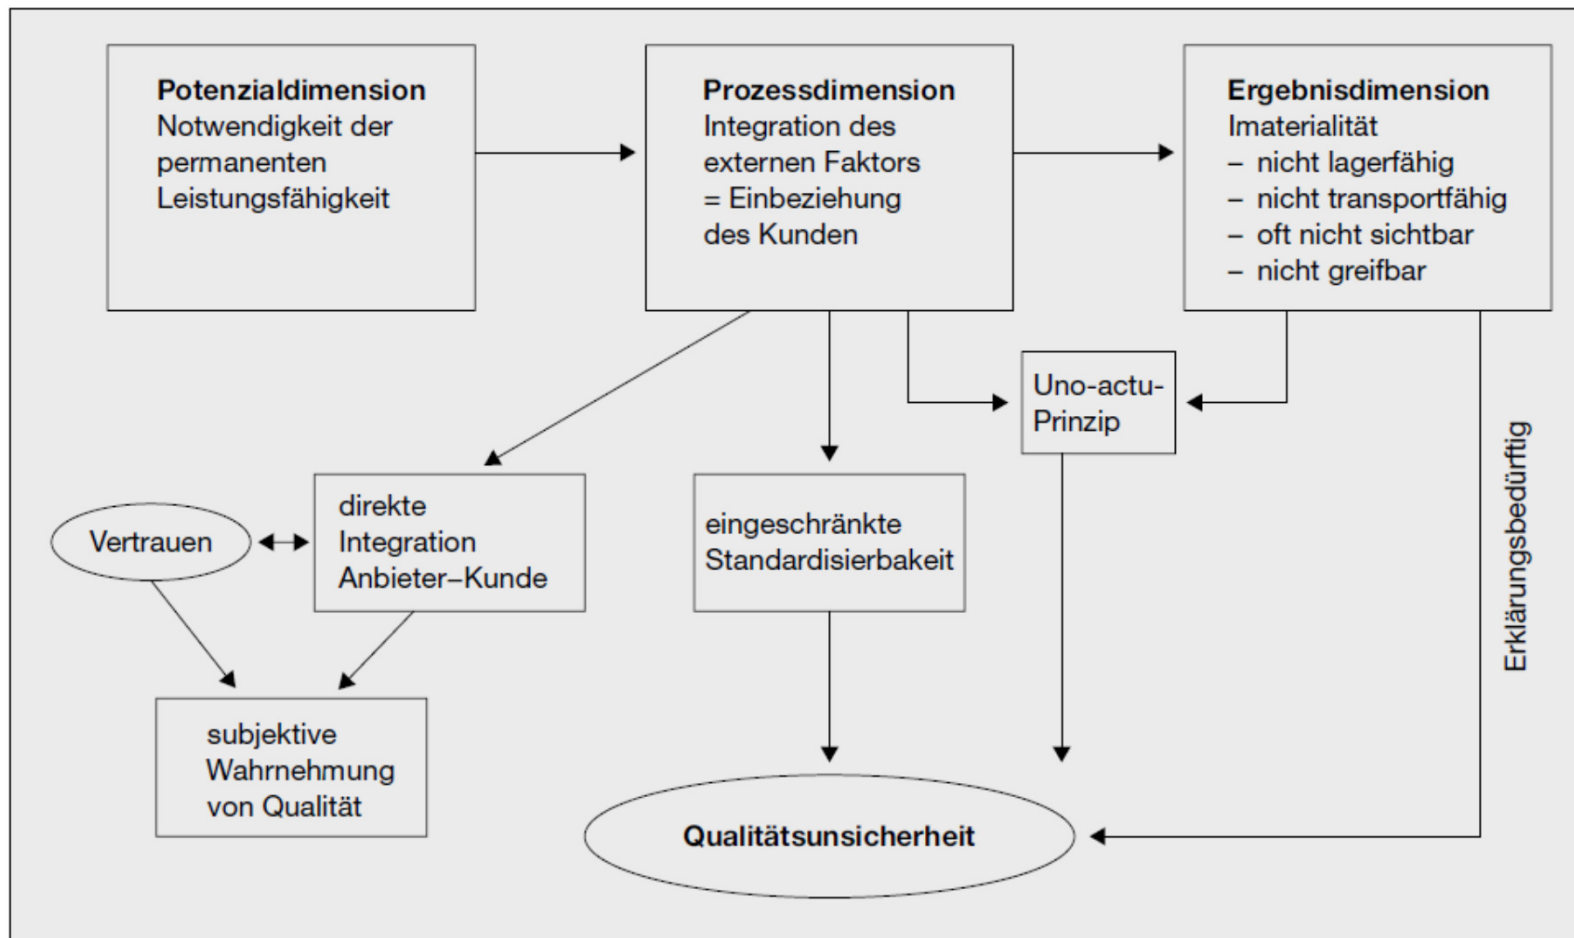 Potenzialdimension
Notwendigkeit der
permanenten
Leistungsfähigkeit
Prozessdimension
Integration des
externen Faktors
= Einbeziehung
des Kunden
Ergebnisdimension
Imaterialität
– nicht lagerfähig
– nicht transportfähig
– oft nicht sichtbar
– nicht greifbar
Uno-actu-
Prinzip
Erklärungsbedürftig
Vertrauen
direkte
Integration
Anbieter–Kunde
eingeschränkte
Standardisierbakeit
subjektive
Wahrnehmung
von Qualität
Qualitätsunsicherheit